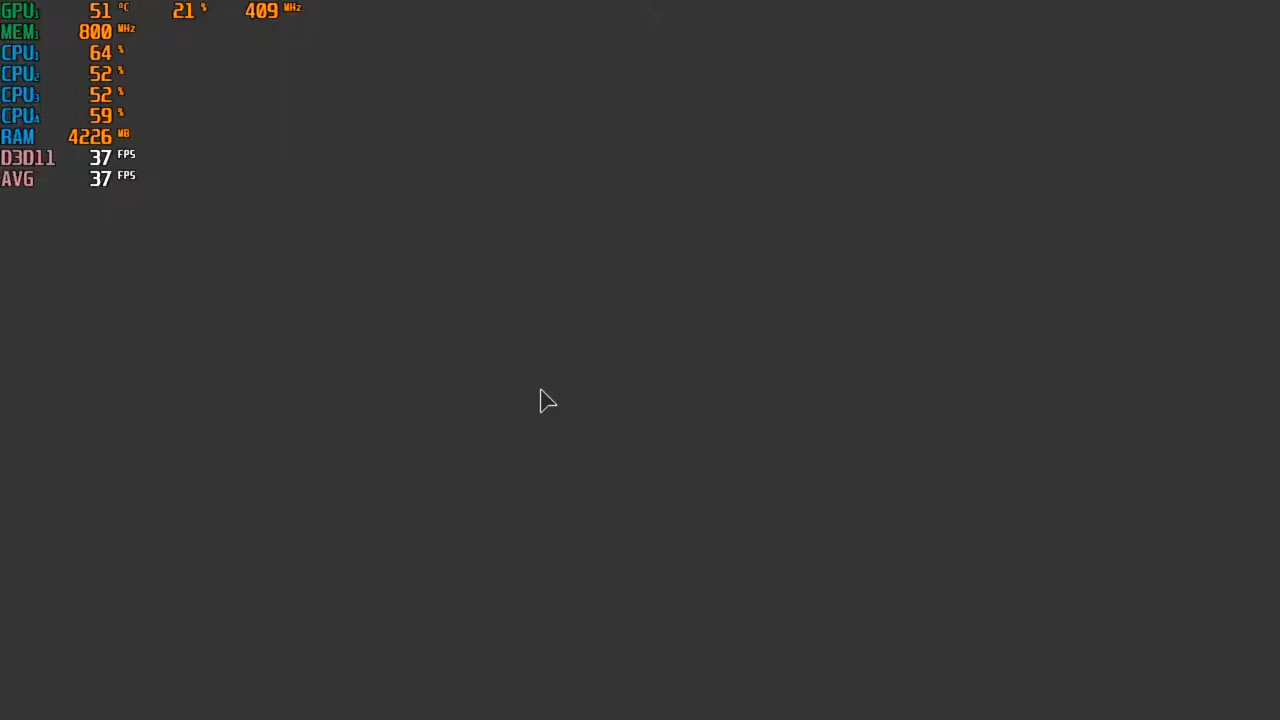 GPU1 51 °C 21 % 409 MHz
MEM1 800 MHz
CPU1 64 %
CPU2 52 %
CPU3 52 %
CPU4 59 %
RAM 4226 MB
D3D11 37 FPS
AVG 37 FPS